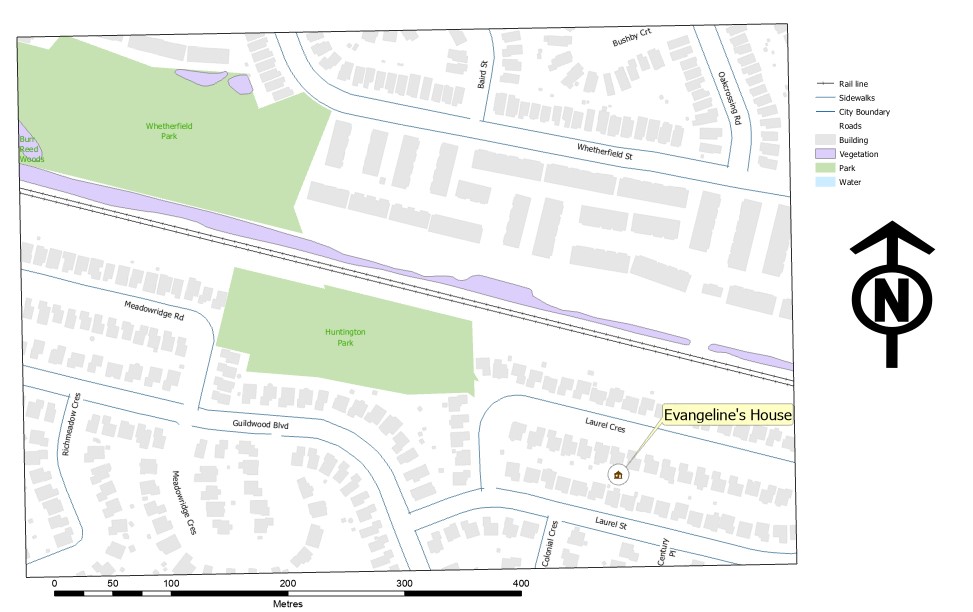 Bushby Crt
Baird St
Oakcrossing Rd
Whetherfield
Park
Burr
Reed
Woods
Whetherfield St
Meadowridge Rd
Huntington
Park
Richmeadow Cres
Guildwood Blvd
Meadowridge Cres
Laurel Cres
Evangeline's House
Colonial Cres
Laurel St
Century
Pl
Rail line
Sidewalks
City Boundary
Roads
Building
Vegetation
Park
Water
N
0 50 100 200 300 400
Metres